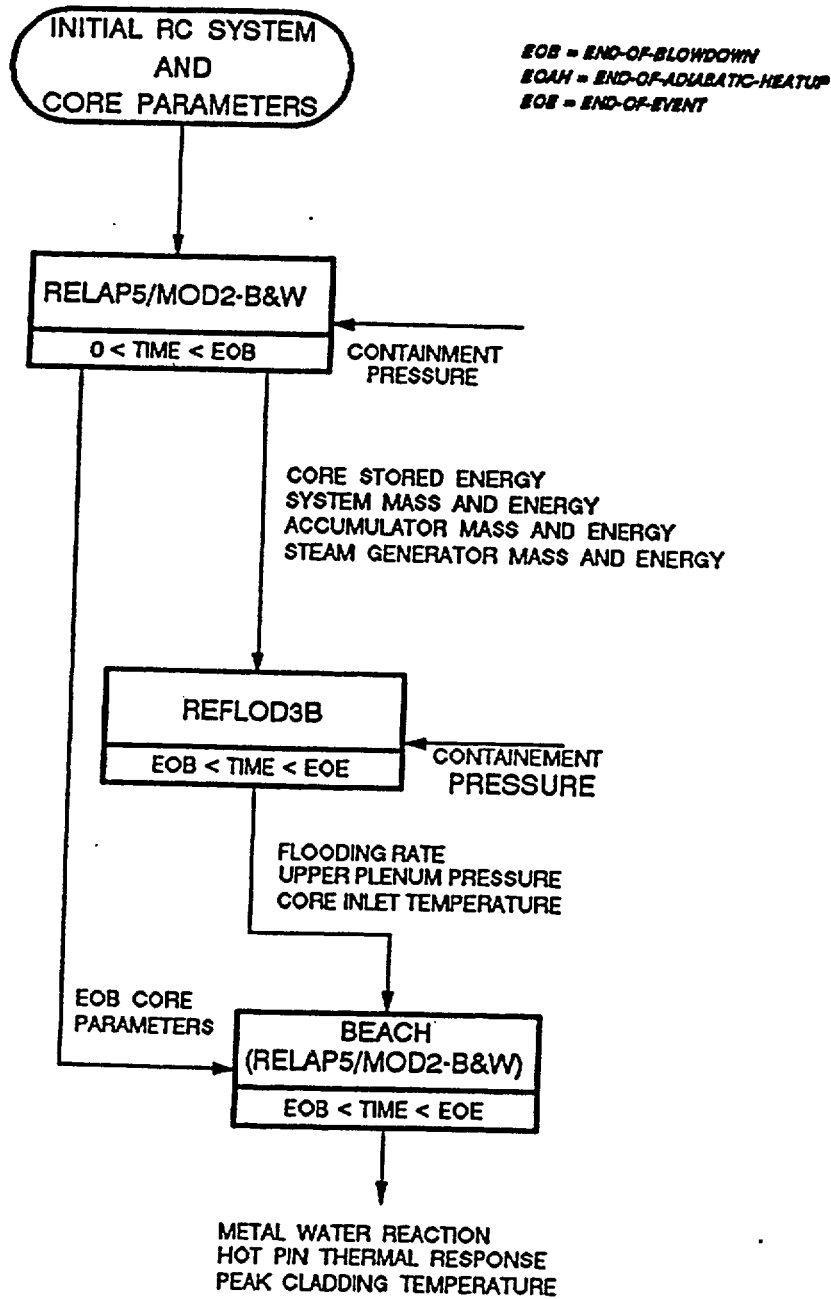 INITIAL RC SYSTEM
AND
CORE PARAMETERS
EOB = END-OF-BLOWDOWN
EOAH = END-OF-ADIABATIC-HEATUP
EOE = END-OF-EVENT
RELAP5/MOD2-B&W
0 < TIME < EOB
CONTAINMENT
PRESSURE
CORE STORED ENERGY
SYSTEM MASS AND ENERGY
ACCUMULATOR MASS AND ENERGY
STEAM GENERATOR MASS AND ENERGY
REFLOD3B
EOB < TIME < EOE
CONTAINEMENT
PRESSURE
FLOODING RATE
UPPER PLENUM PRESSURE
CORE INLET TEMPERATURE
EOB CORE
PARAMETERS
BEACH
(RELAP5/MOD2-B&W)
EOB < TIME < EOE
METAL WATER REACTION
HOT PIN THERMAL RESPONSE
PEAK CLADDING TEMPERATURE